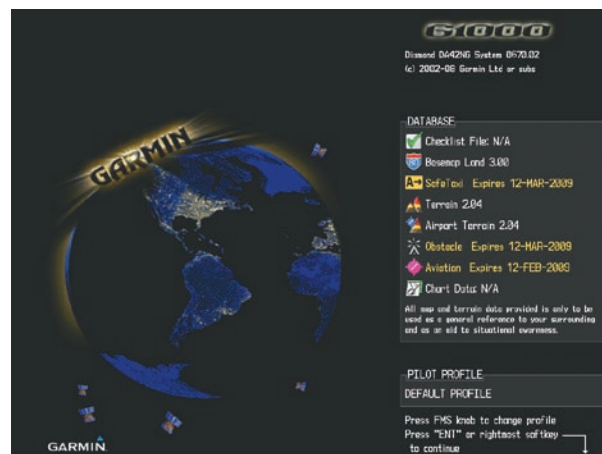 G1000
Diamond DA42NG System 0670.02
(c) 2002-08 Garmin Ltd or subs
GARMIN
DATABASE
Checklist File: N/A
Basemap Land 3.00
SafeTaxi Expires 12-MAR-2009
Terrain 2.04
Airport Terrain 2.04
Obstacle Expires 12-MAR-2009
Aviation Expires 12-FEB-2009
Chart Data: N/A
All map and terrain data provided is only to be
used as a general reference to your surrounding
and as an aid to situational awareness.
PILOT PROFILE
DEFAULT PROFILE
Press FMS knob to change profile
Press "ENT" or rightmost softkey
to continue
GARMIN